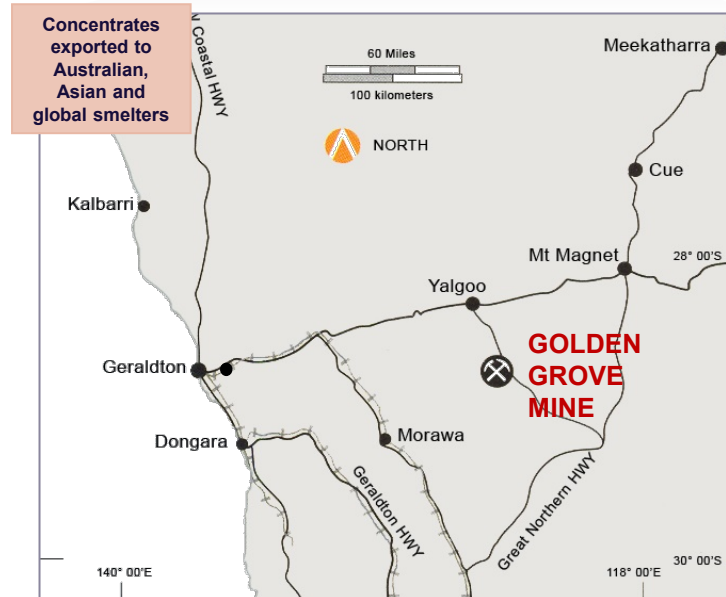 Concentrates
exported to
Australian,
Asian and
global smelters
Coastal HWY
60 Miles
100 kilometers
NORTH
Meekatharra
Cue
Kalbarri
Mt Magnet
28° 00'S
Yalgoo
GOLDEN
GROVE
MINE
Geraldton
Dongara
Morawa
Geraldton HWY
Great Northern HWY
30° 00'S
140° 00'E
118° 00'E